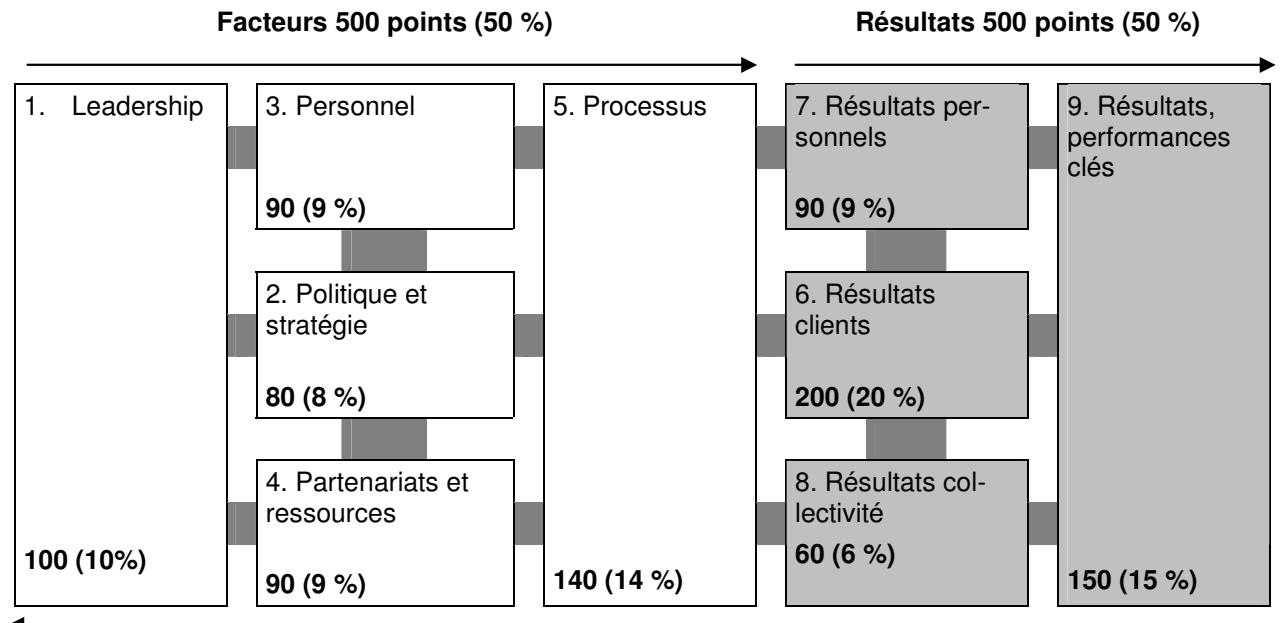 Facteurs 500 points (50 %)
Résultats 500 points (50 %)
1. Leadership
100 (10%)
3. Personnel
90 (9 %)
2. Politique et
stratégie
80 (8 %)
4. Partenariats et
ressources
90 (9 %)
5. Processus
140 (14 %)
7. Résultats per-
sonnels
90 (9 %)
6. Résultats
clients
200 (20 %)
8. Résultats col-
lectivité
60 (6 %)
9. Résultats,
performances
clés
150 (15 %)